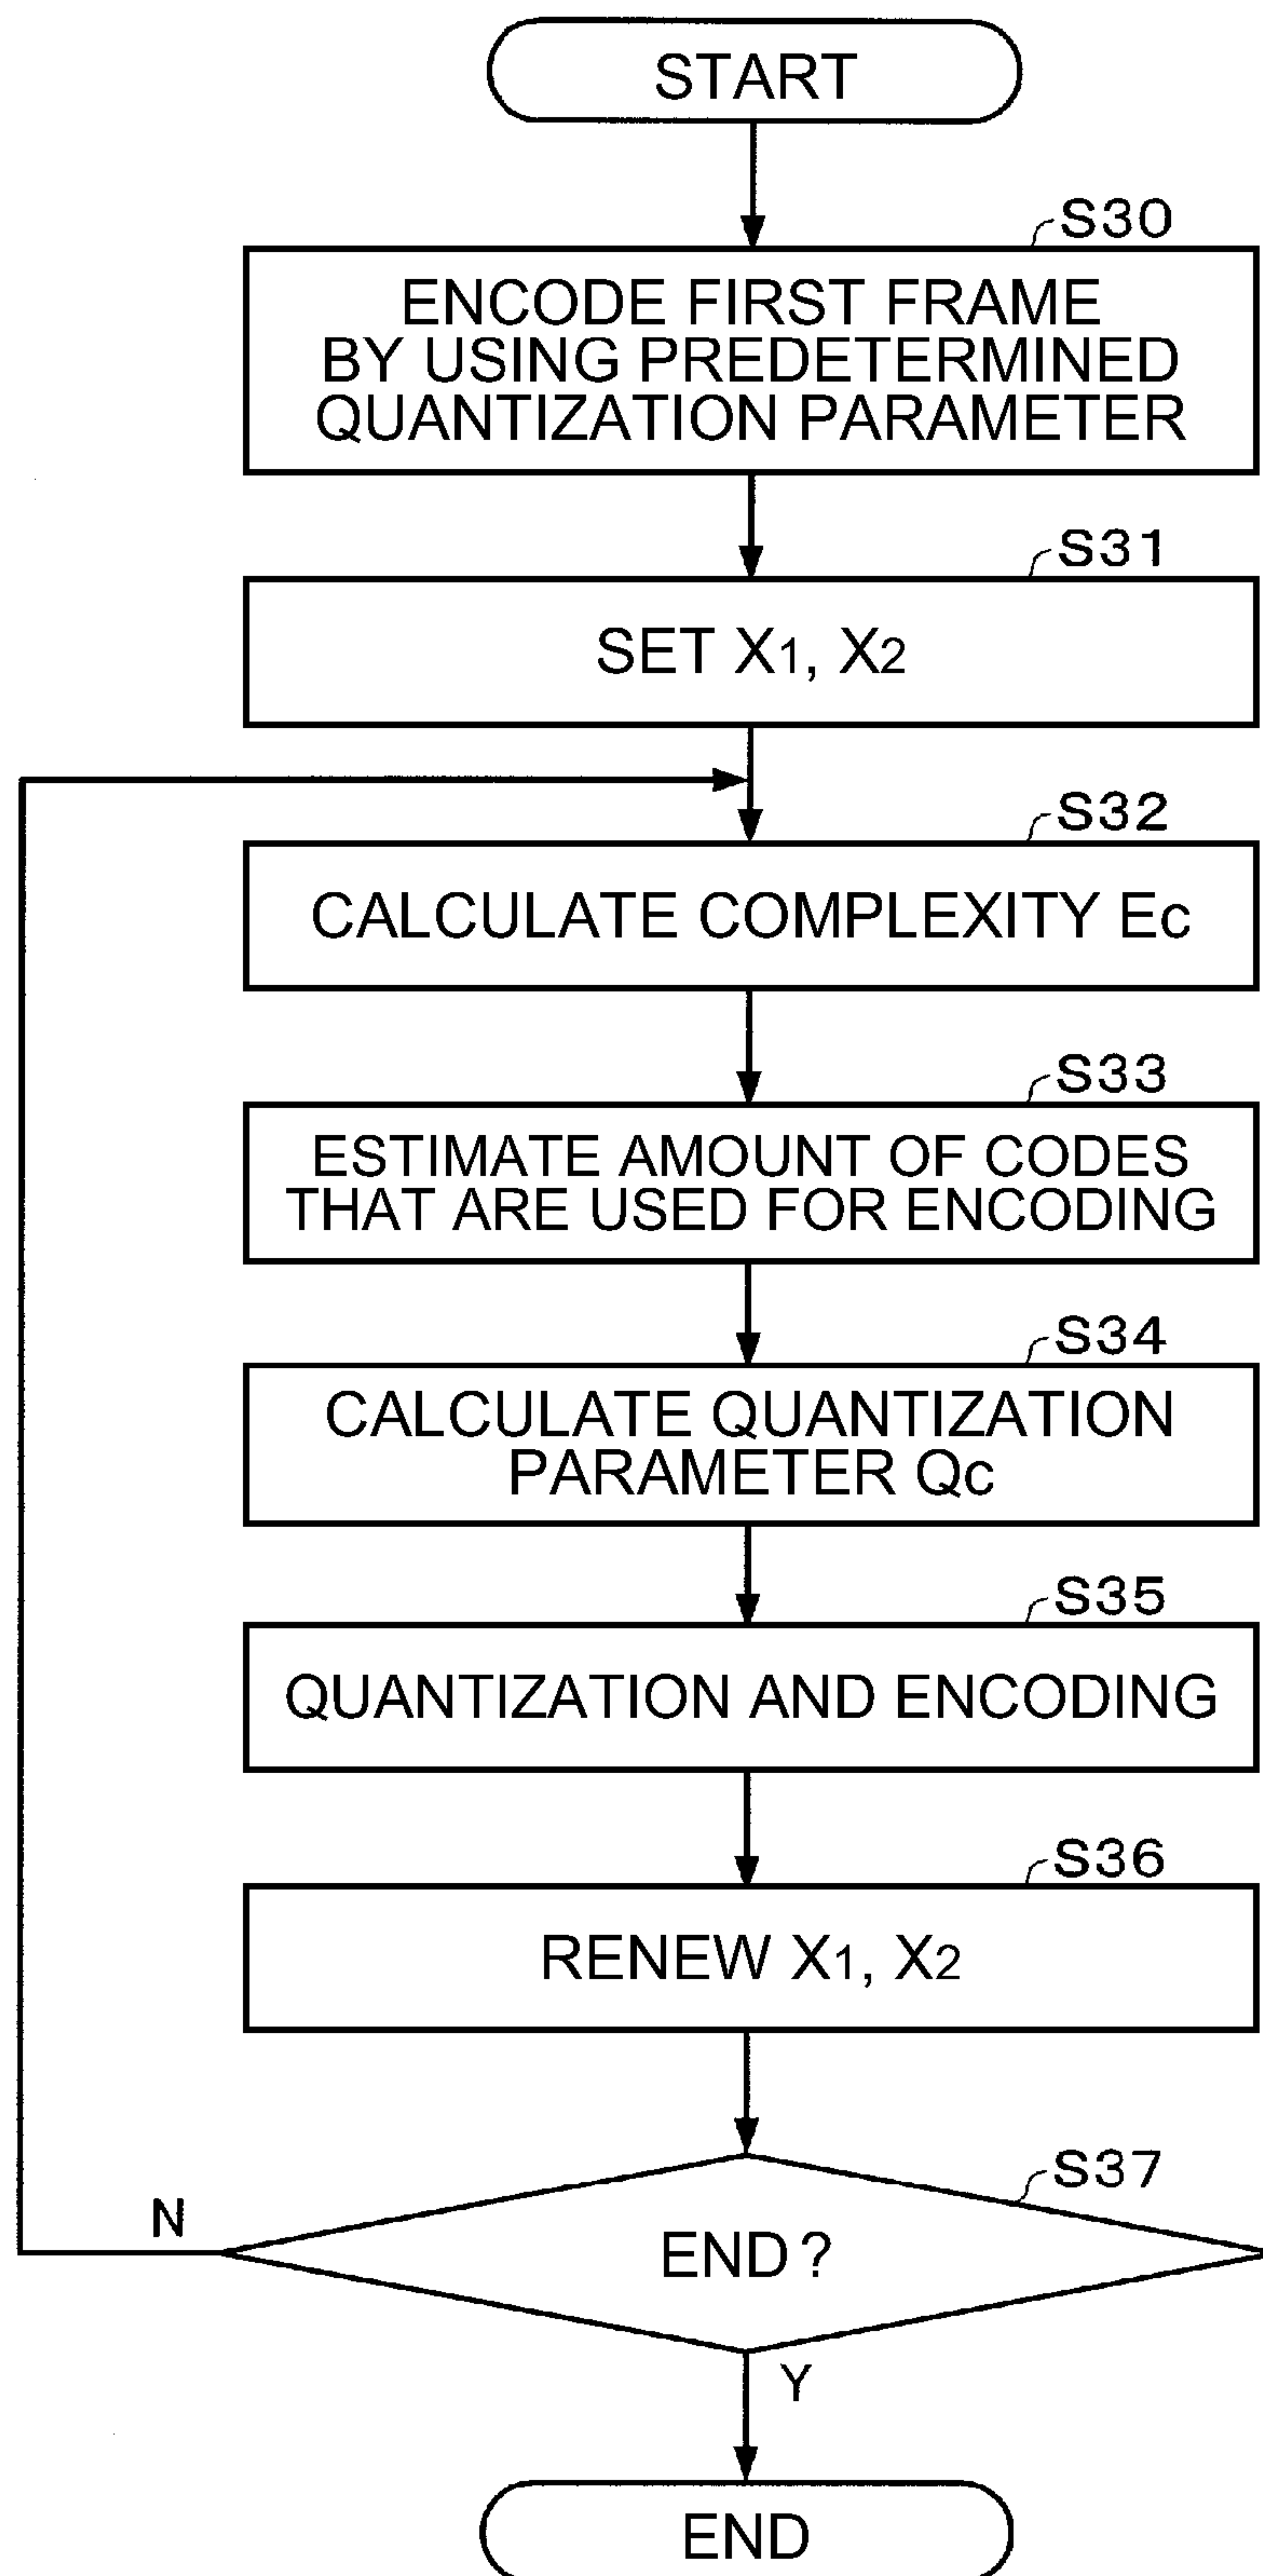 START
S30
ENCODE FIRST FRAME
BY USING PREDETERMINED
QUANTIZATION PARAMETER
S31
SET X1, X2
S32
CALCULATE COMPLEXITY Ec
S33
ESTIMATE AMOUNT OF CODES
THAT ARE USED FOR ENCODING
S34
CALCULATE QUANTIZATION
PARAMETER Qc
S35
QUANTIZATION AND ENCODING
S36
RENEW X1, X2
S37
N
END?
Y
END